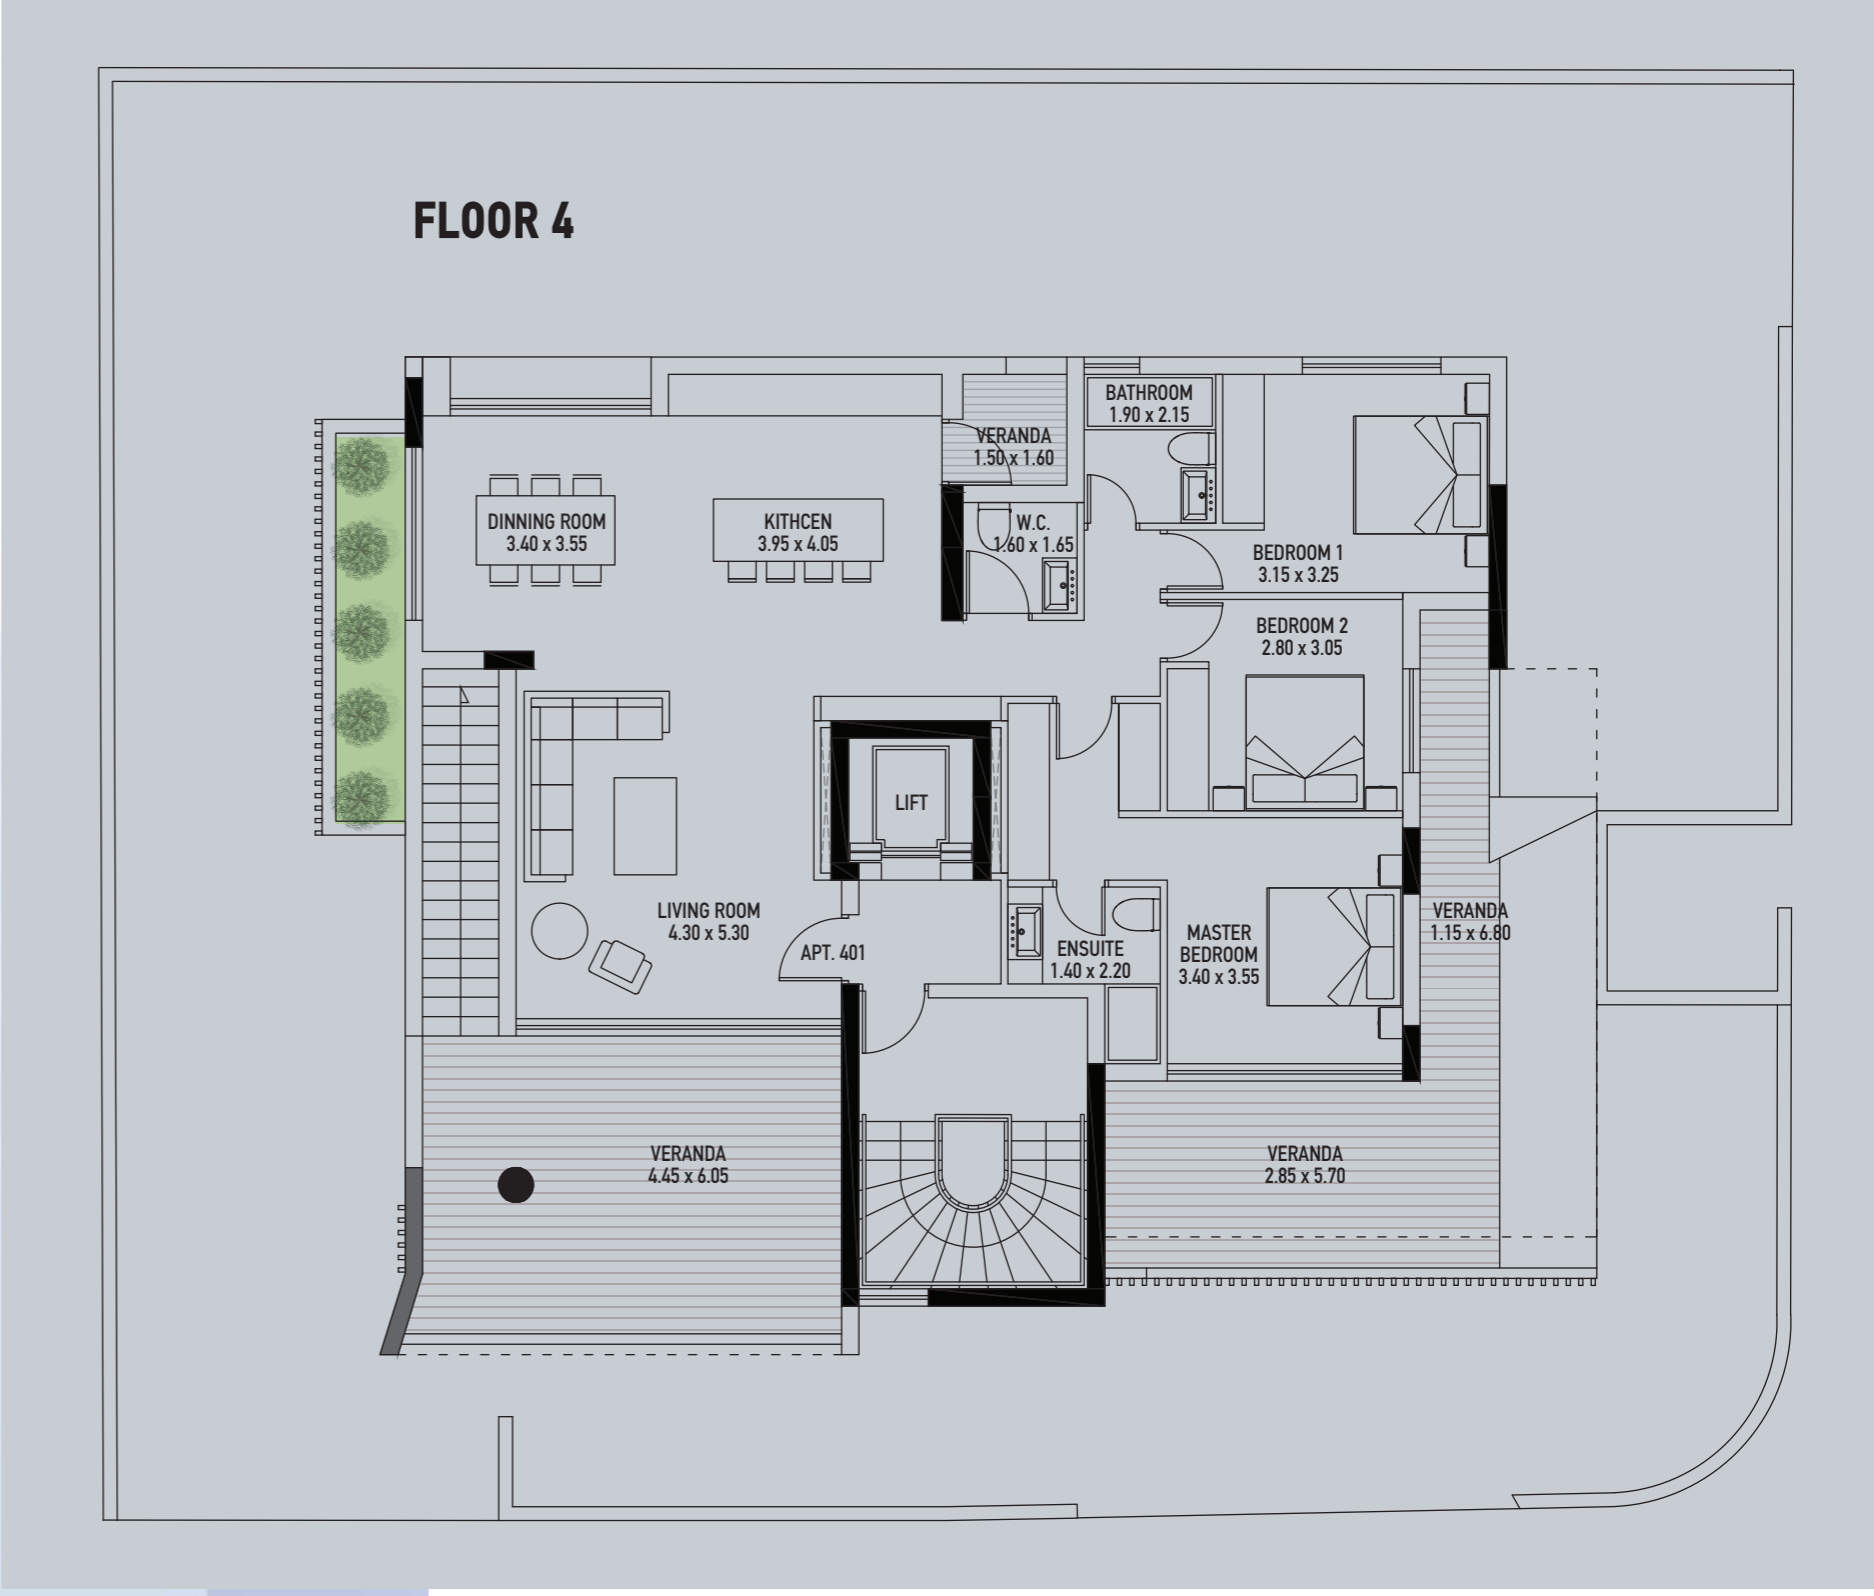 FLOOR 4
BATHROOM
1.90 x 2.15
VERANDA
1.50 x 1.60
DINNING ROOM
3.40 x 3.55
KITHCEN
3.95 x 4.05
W.C.
1.60 x 1.65
BEDROOM 1
3.15 x 3.25
BEDROOM 2
2.80 x 3.05
LIFT
LIVING ROOM
4.30 x 5.30
APT. 401
ENSUITE
1.40 x 2.20
MASTER
BEDROOM
3.40 x 3.55
VERANDA
1.15 x 6.80
VERANDA
4.45 x 6.05
VERANDA
2.85 x 5.70